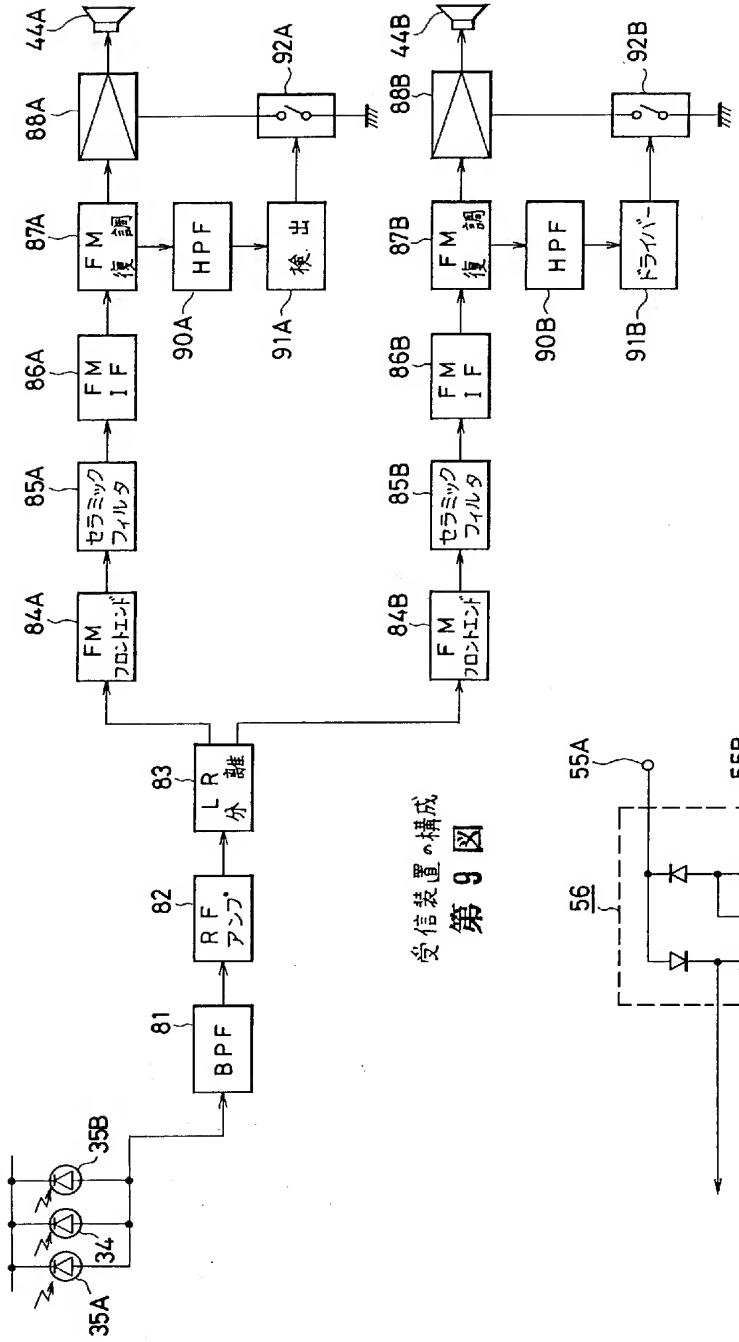 35A
34
35B
81
BPF
82
RF
アンプ
83
LR
分離
84A
FM
フロントエンド
85A
セラミック
フィルタ
86A
FM
IF
87A
FM
復調
88A
44A
90A
HPF
91A
検出
92A
84B
FM
フロントエンド
85B
セラミック
フィルタ
86B
FM
IF
87B
FM
復調
88B
44B
90B
HPF
91B
ドライバー
92B
受信装置の構成
第9図
56
55A